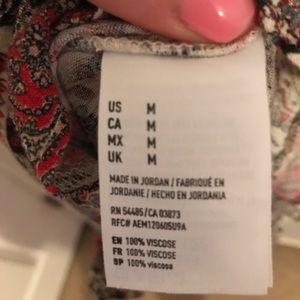 US M
CA M
MX M
UK M
MADE IN JORDAN / FABRIQUÉ EN
JORDANIE / HECHO EN JORDANIA
RN 54485/CA 03873
RFC# AEM120605U9A
EN 100% VISCOSE
FR 100% VISCOSE
SP 100% viscosa